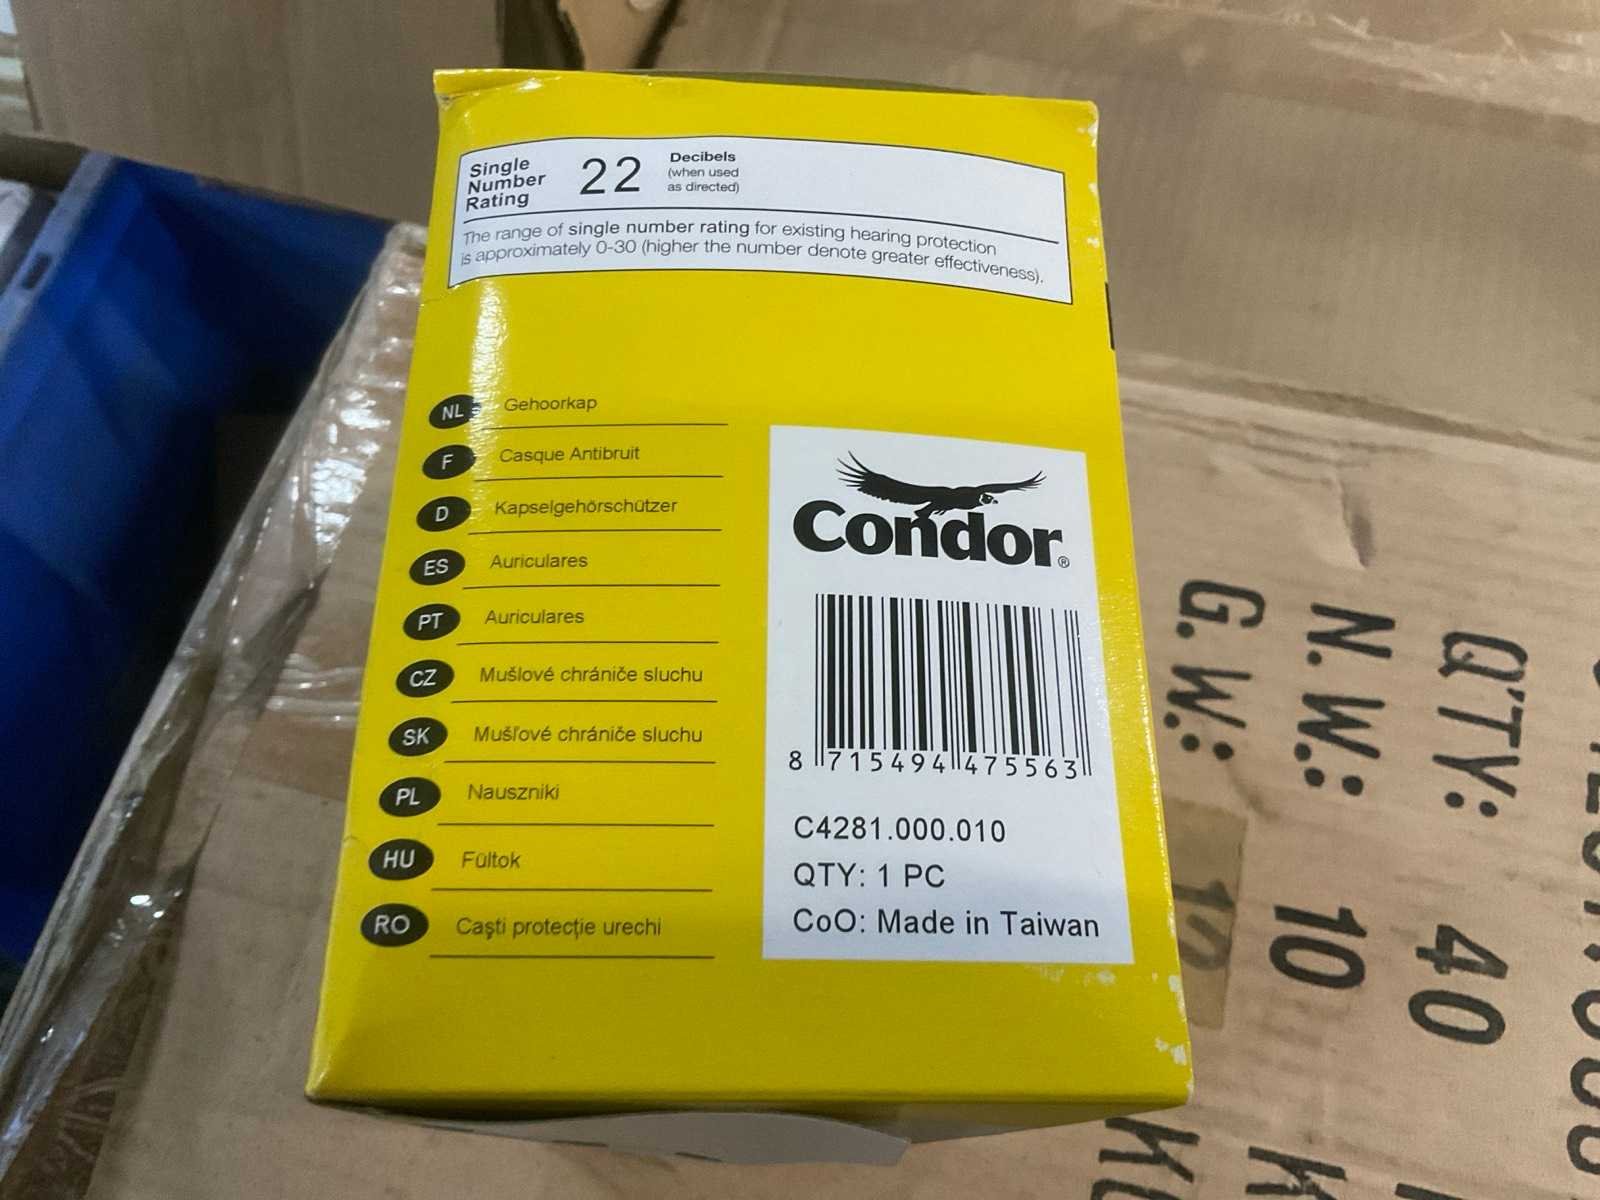 Single
Number
Rating
22
Decibels
(when used
as directed)
The range of single number rating for existing hearing protection
is approximately 0-30 (higher the number denote greater effectiveness).
NL Gehoorkap
F Casque Antibruit
D Kapselgehörschützer
ES Auriculares
PT Auriculares
CZ Mušlové chrániče sluchu
SK Mušľové chrániče sluchu
PL Nauszniki
HU Fültok
RO Caşti protecţie urechi
Condor®
8 715494 475563
C4281.000.010
QTY: 1 PC
CoO: Made in Taiwan
QTY: 40
N.W.: 10
G.W.: 12